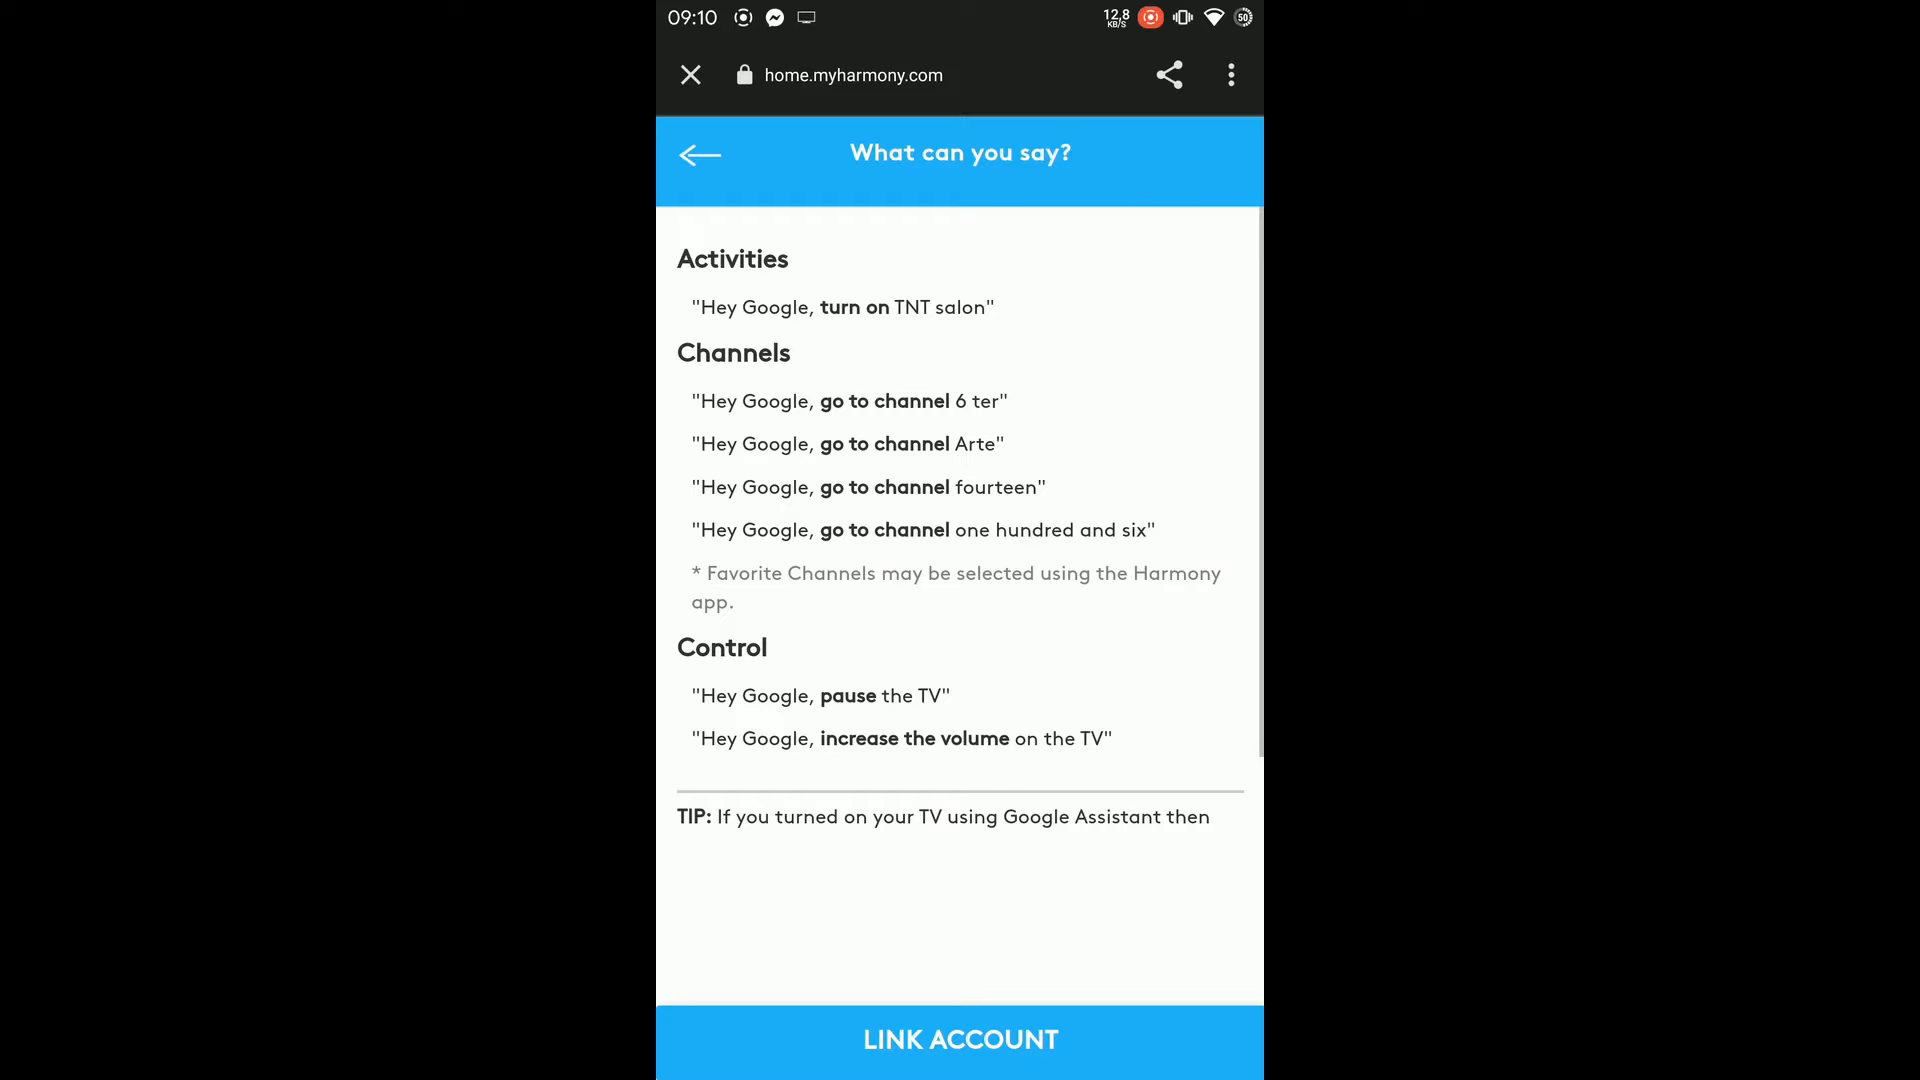 09:10
12,8
KB/S
50
home.myharmony.com
What can you say?
Activities
"Hey Google, turn on TNT salon"
Channels
"Hey Google, go to channel 6 ter"
"Hey Google, go to channel Arte"
"Hey Google, go to channel fourteen"
"Hey Google, go to channel one hundred and six"
* Favorite Channels may be selected using the Harmony
app.
Control
"Hey Google, pause the TV"
"Hey Google, increase the volume on the TV"
TIP: If you turned on your TV using Google Assistant then
LINK ACCOUNT